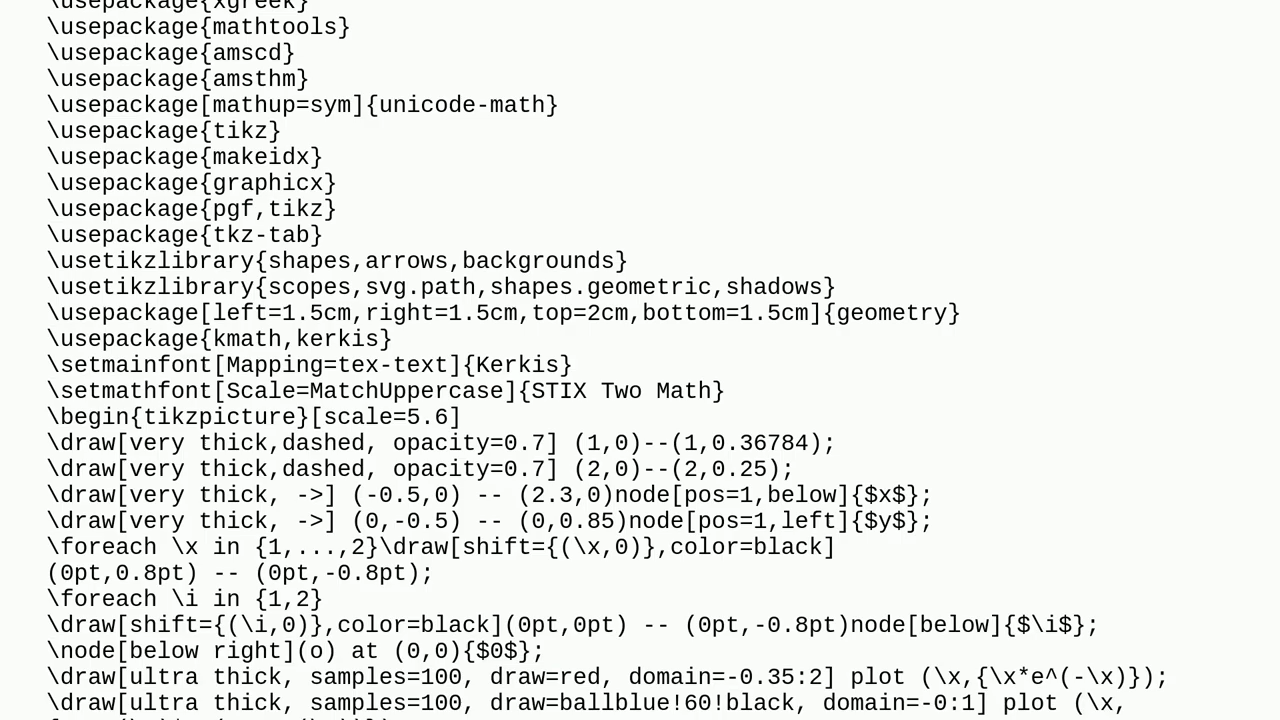 \usepackage{xgreek}
\usepackage{mathtools}
\usepackage{amscd}
\usepackage{amsthm}
\usepackage[mathup=sym]{unicode-math}
\usepackage{tikz}
\usepackage{makeidx}
\usepackage{graphicx}
\usepackage{pgf,tikz}
\usepackage{tkz-tab}
\usetikzlibrary{shapes,arrows,backgrounds}
\usetikzlibrary{scopes,svg.path,shapes.geometric,shadows}
\usepackage[left=1.5cm,right=1.5cm,top=2cm,bottom=1.5cm]{geometry}
\usepackage{kmath,kerkis}
\setmainfont[Mapping=tex-text]{Kerkis}
\setmathfont[Scale=MatchUppercase]{STIX Two Math}
\begin{tikzpicture}[scale=5.6]
\draw[very thick,dashed, opacity=0.7] (1,0)--(1,0.36784);
\draw[very thick,dashed, opacity=0.7] (2,0)--(2,0.25);
\draw[very thick, ->] (-0.5,0) -- (2.3,0)node[pos=1,below]{$x$};
\draw[very thick, ->] (0,-0.5) -- (0,0.85)node[pos=1,left]{$y$};
\foreach \x in {1,...,2}\draw[shift={(\x,0)},color=black]
(0pt,0.8pt) -- (0pt,-0.8pt);
\foreach \i in {1,2}
\draw[shift={(\i,0)},color=black](0pt,0pt) -- (0pt,-0.8pt)node[below]{$\i$};
\node[below right](o) at (0,0){$0$};
\draw[ultra thick, samples=100, draw=red, domain=-0.35:2] plot (\x,{\x*e^(-\x)});
\draw[ultra thick, samples=100, draw=ballblue!60!black, domain=-0:1] plot (\x,